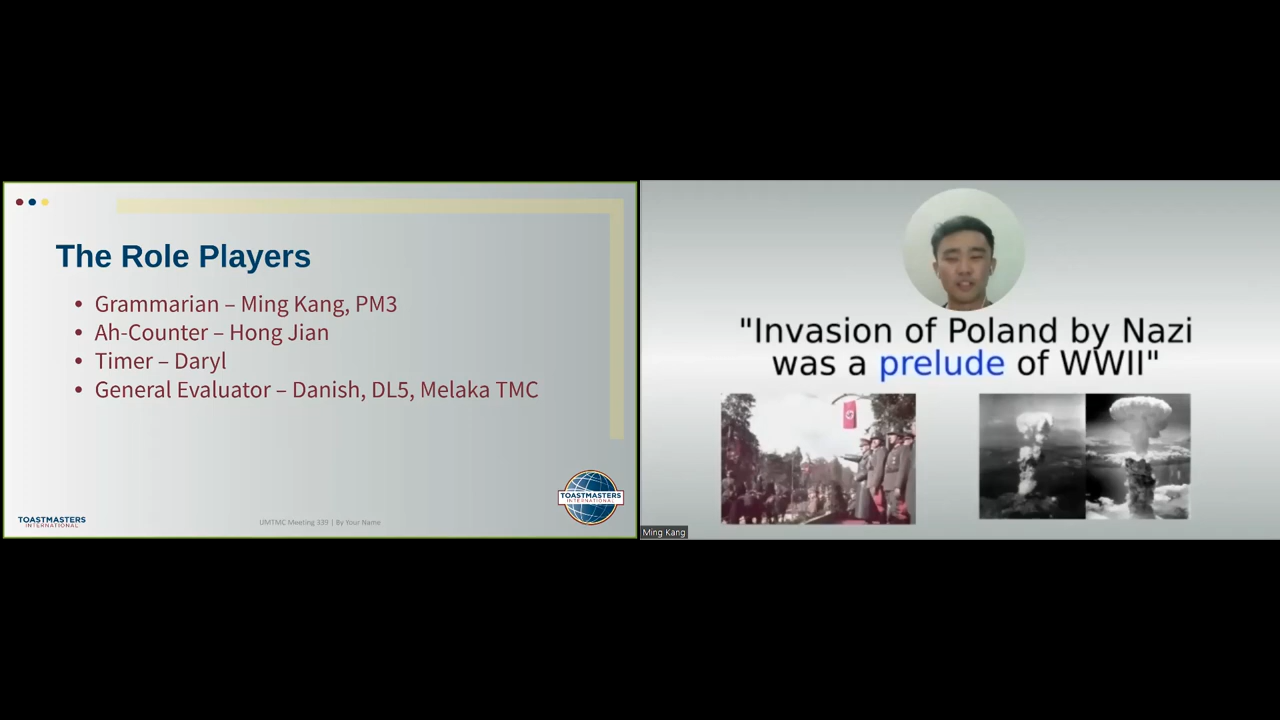 The Role Players
• Grammarian – Ming Kang, PM3
• Ah-Counter – Hong Jian
• Timer – Daryl
• General Evaluator – Danish, DL5, Melaka TMC
TOASTMASTERS
INTERNATIONAL
UMTMC Meeting 339 | By Your Name
TOASTMASTERS
INTERNATIONAL
"Invasion of Poland by Nazi
was a prelude of WWII"
Ming Kang